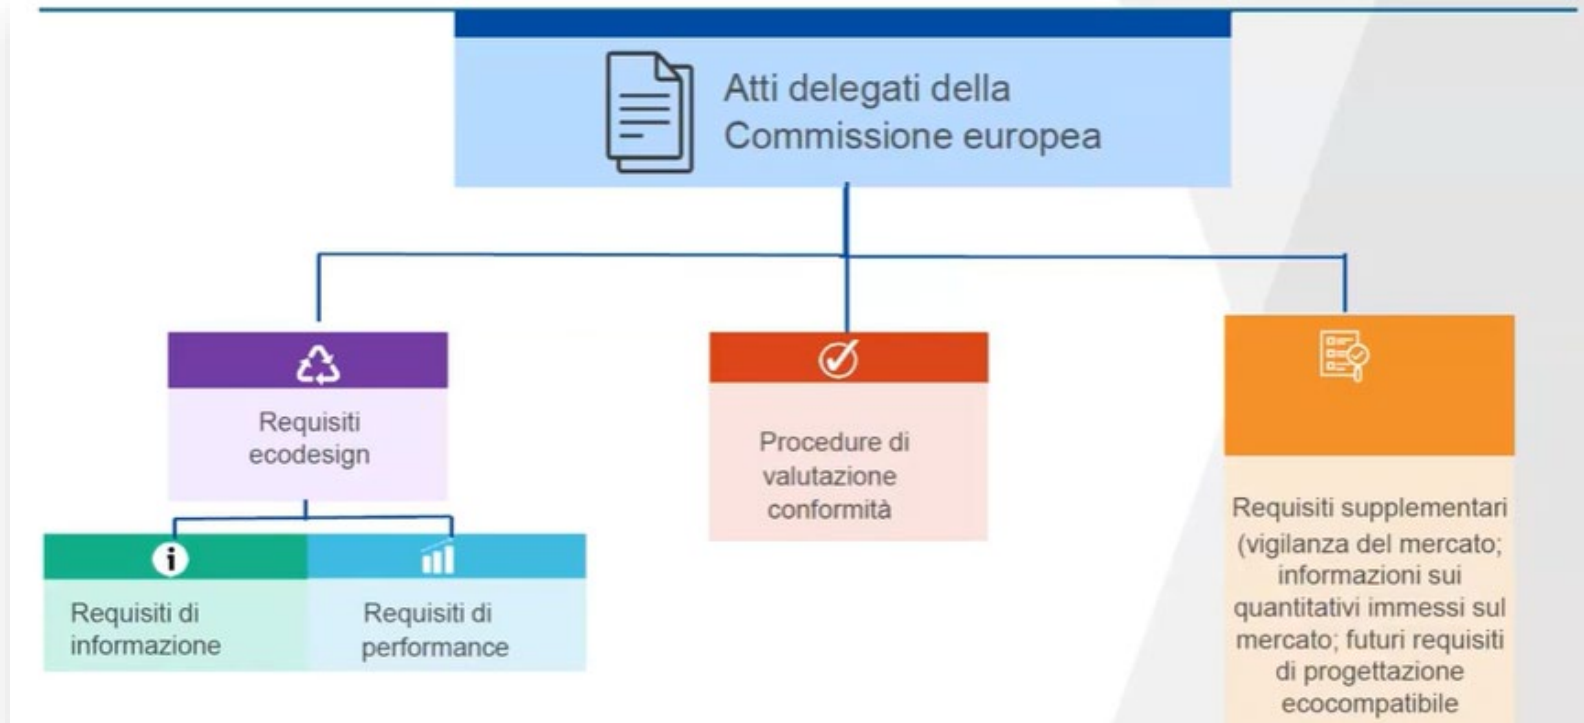 Atti delegati della
Commissione europea
Requisiti
ecodesign
Requisiti di
informazione
Requisiti di
performance
Procedure di
valutazione
conformità
Requisiti supplementari
(vigilanza del mercato;
informazioni sui
quantitativi immessi sul
mercato; futuri requisiti
di progettazione
ecocompatibile